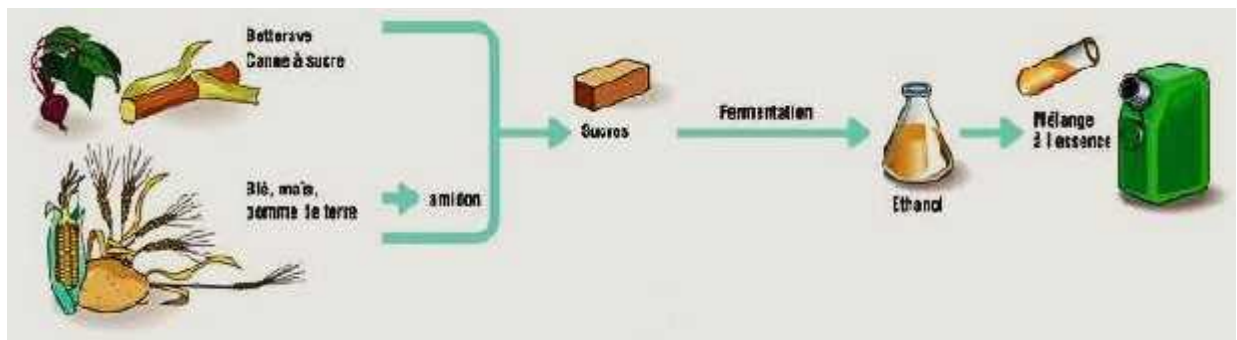 Betterave
Canne à sucre
Blé, maïs,
pomme de terre
amidon
Sucres
Fermentation
Ethanol
Mélange
à l essence